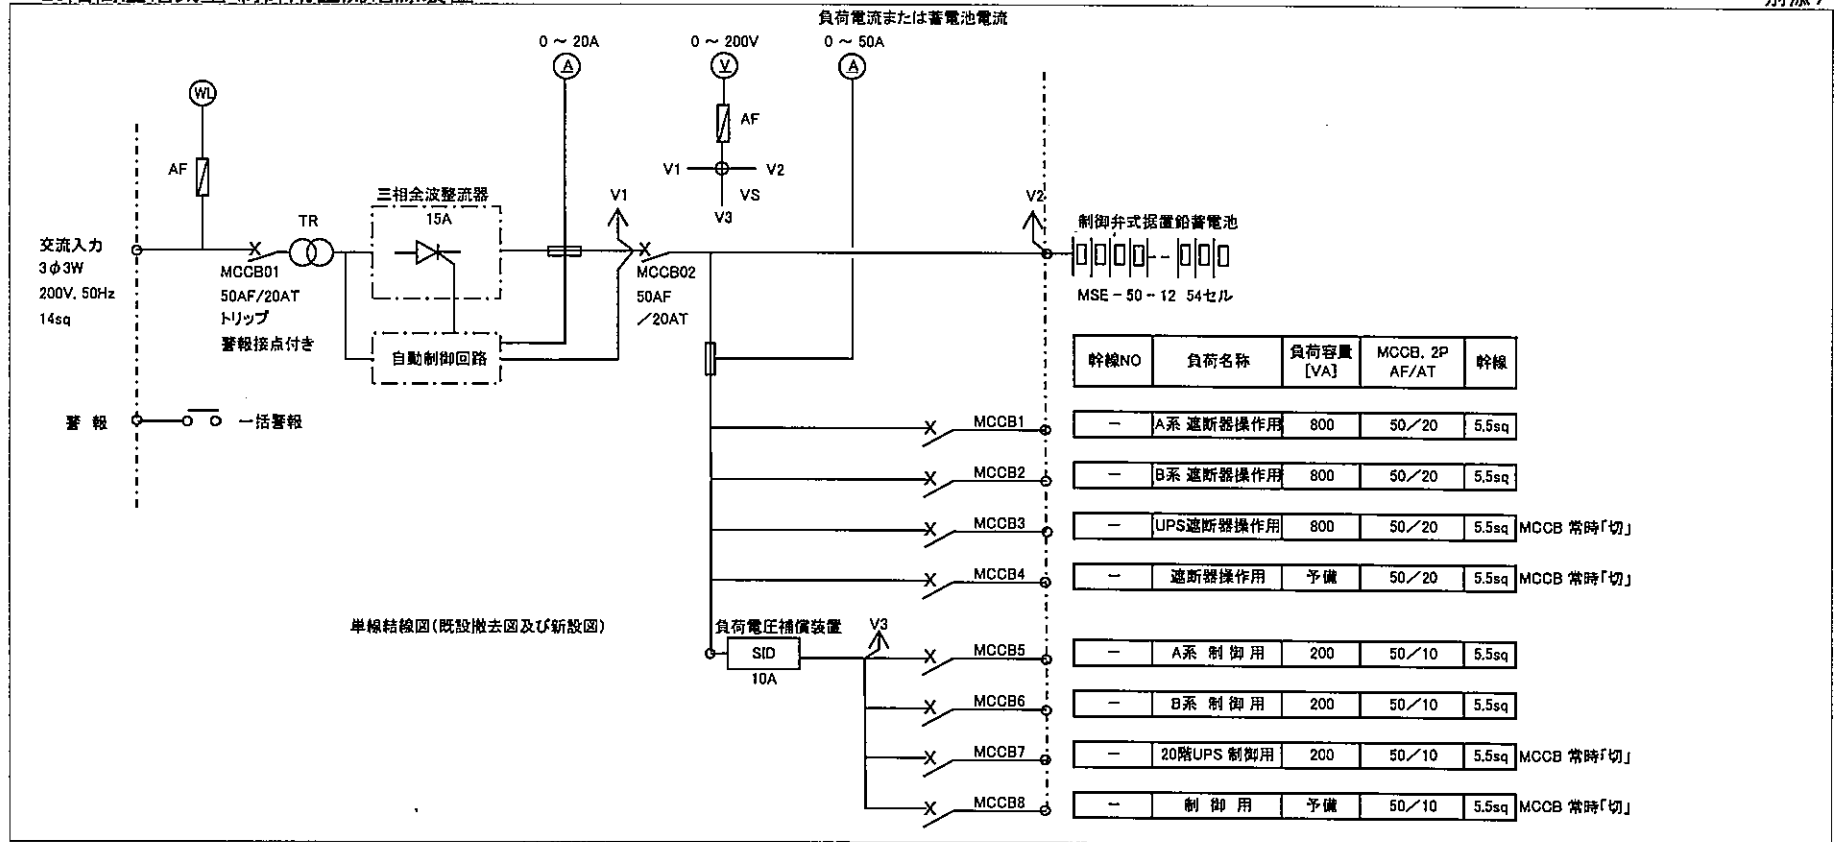 負荷電流または蓄電池電流
0～20A
0～200V
0～50A
A
V
A
WL
AF
AF
V1
V2
VS
V3
三相全波整流器
15A
TR
V1
V2
交流入力
3φ3W
200V, 50Hz
14sq
MCCB01
50AF/20AT
トリップ
警報接点付き
自動制御回路
MCCB02
50AF
／20AT
制御弁式据置鉛蓄電池
MSE－50－12 54セル
警報
一括警報
幹線NO 負荷名称 負荷容量[VA] MCCB, 2P AF/AT 幹線
MCCB1 － A系 遮断器操作用 800 50／20 5.5sq
MCCB2 － B系 遮断器操作用 800 50／20 5.5sq
MCCB3 － UPS遮断器操作用 800 50／20 5.5sq MCCB 常時「切」
MCCB4 － 遮断器操作用 予備 50／20 5.5sq MCCB 常時「切」
単線結線図(既設撤去図及び新設図)
負荷電圧補償装置
V3
SID
10A
MCCB5 － A系 制御用 200 50／10 5.5sq
MCCB6 － B系 制御用 200 50／10 5.5sq
MCCB7 － 20階UPS 制御用 200 50／10 5.5sq MCCB 常時「切」
MCCB8 － 制御用 予備 50／10 5.5sq MCCB 常時「切」